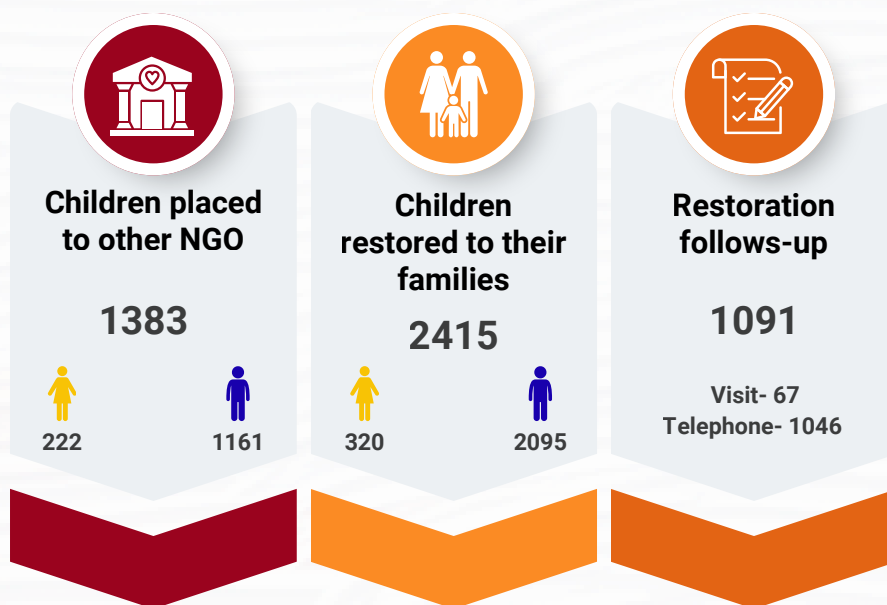 Children placed
to other NGO
1383
222
1161
Children
restored to their
families
2415
320
2095
Restoration
follows-up
1091
Visit- 67
Telephone- 1046